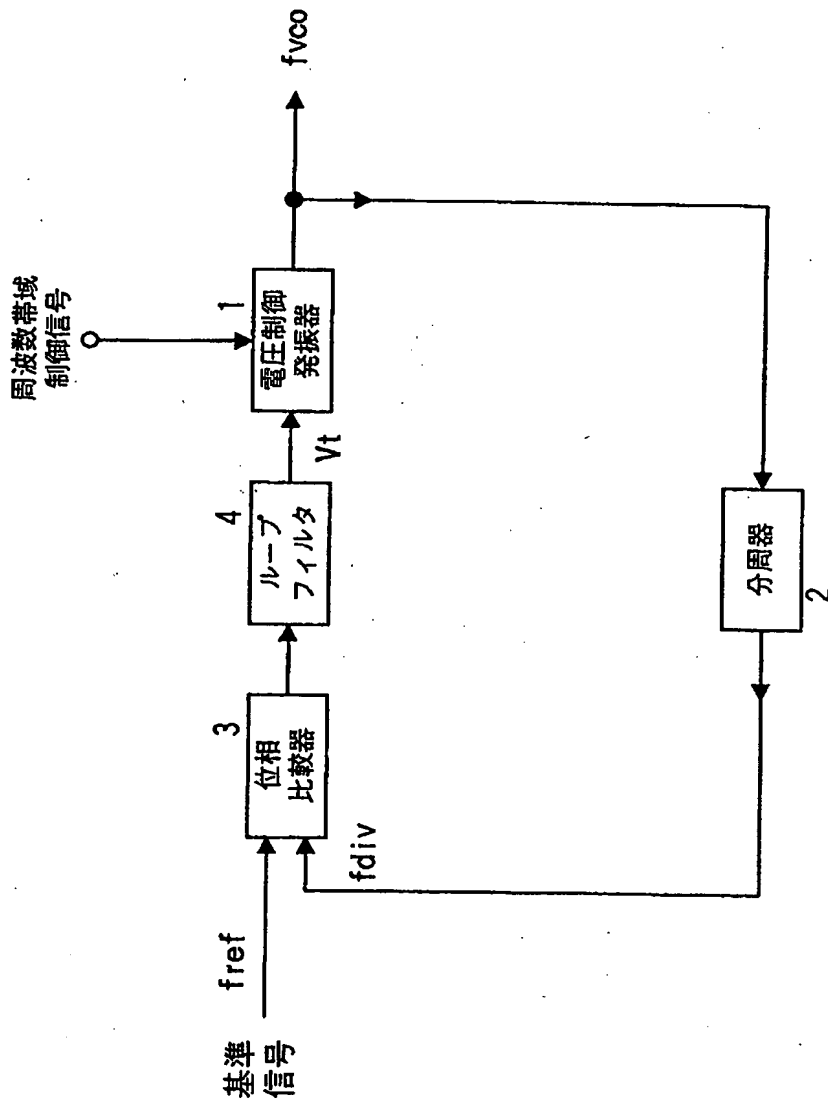 周波数帯域
制御信号
基準
信号
fref
fdiv
3
位相
比較器
4
ループ
フィルタ
Vt
1
電圧制御
発振器
fvco
分周器
2